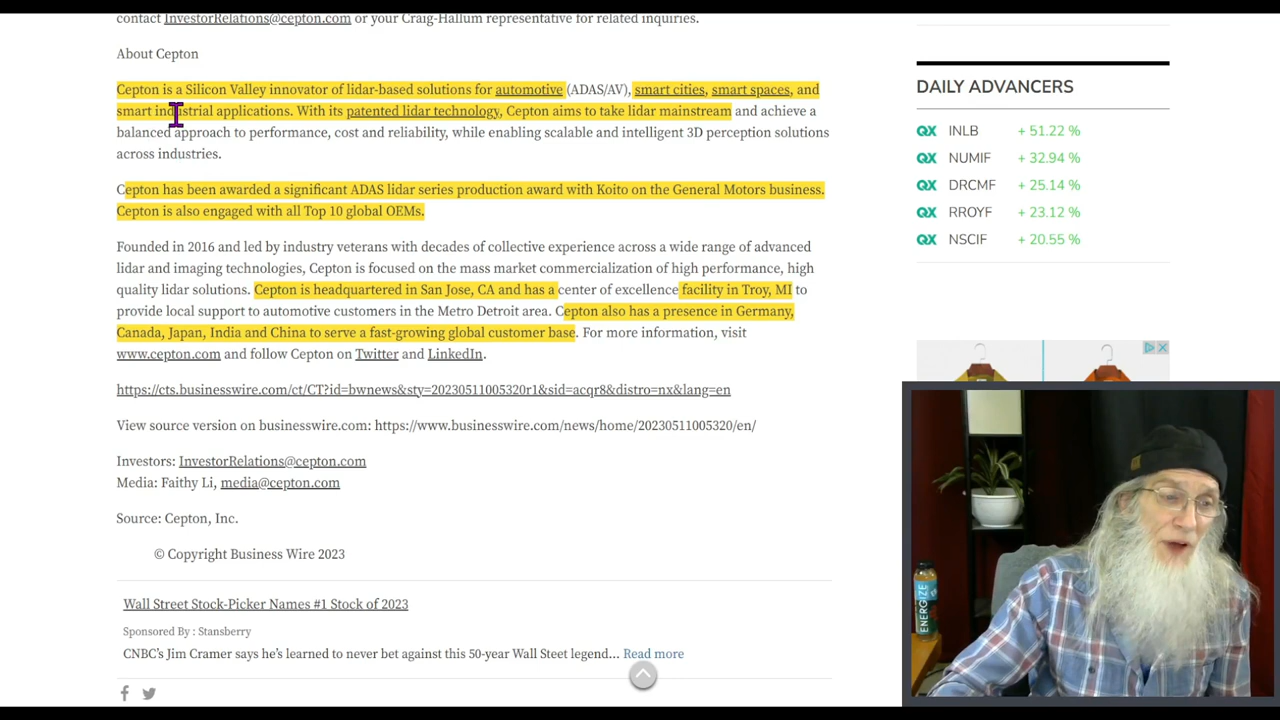 contact InvestorRelations@cepton.com or your Craig-Hallum representative for related inquiries.
About Cepton
Cepton is a Silicon Valley innovator of lidar-based solutions for automotive (ADAS/AV), smart cities, smart spaces, and
smart industrial applications. With its patented lidar technology, Cepton aims to take lidar mainstream and achieve a
balanced approach to performance, cost and reliability, while enabling scalable and intelligent 3D perception solutions
across industries.
Cepton has been awarded a significant ADAS lidar series production award with Koito on the General Motors business.
Cepton is also engaged with all Top 10 global OEMs.
Founded in 2016 and led by industry veterans with decades of collective experience across a wide range of advanced
lidar and imaging technologies, Cepton is focused on the mass market commercialization of high performance, high
quality lidar solutions. Cepton is headquartered in San Jose, CA and has a center of excellence facility in Troy, MI to
provide local support to automotive customers in the Metro Detroit area. Cepton also has a presence in Germany,
Canada, Japan, India and China to serve a fast-growing global customer base. For more information, visit
www.cepton.com and follow Cepton on Twitter and LinkedIn.
https://cts.businesswire.com/ct/CT?id=bwnews&sty=20230511005320r1&sid=acqr8&distro=nx&lang=en
View source version on businesswire.com: https://www.businesswire.com/news/home/20230511005320/en/
Investors: InvestorRelations@cepton.com
Media: Faithy Li, media@cepton.com
Source: Cepton, Inc.
© Copyright Business Wire 2023
Wall Street Stock-Picker Names #1 Stock of 2023
Sponsored By : Stansberry
CNBC's Jim Cramer says he's learned to never bet against this 50-year Wall Steet legend... Read more
DAILY ADVANCERS
QX INLB + 51.22 %
QX NUMIF + 32.94 %
QX DRCMF + 25.14 %
QX RROYF + 23.12 %
QX NSCIF + 20.55 %
ENERGIZE